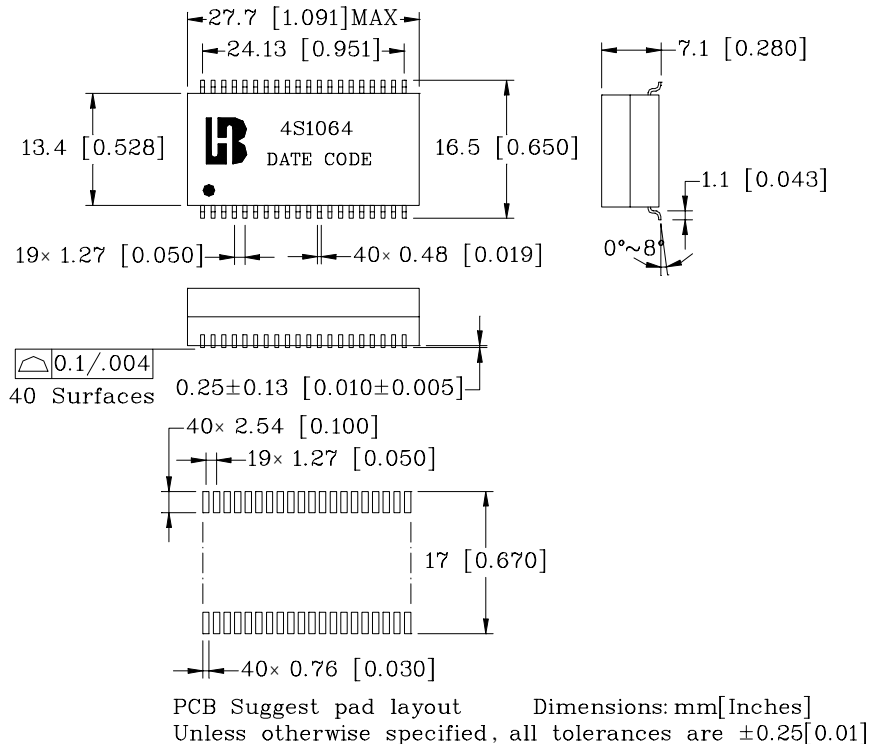 27.7 [1.091]MAX
24.13 [0.951]
7.1 [0.280]
4S1064
DATE CODE
13.4 [0.528]
16.5 [0.650]
1.1 [0.043]
19× 1.27 [0.050]
40× 0.48 [0.019]
0°~8°
0.1/.004
40 Surfaces
0.25±0.13 [0.010±0.005]
40× 2.54 [0.100]
19× 1.27 [0.050]
17 [0.670]
40× 0.76 [0.030]
PCB Suggest pad layout Dimensions: mm[Inches]
Unless otherwise specified, all tolerances are ±0.25[0.01]